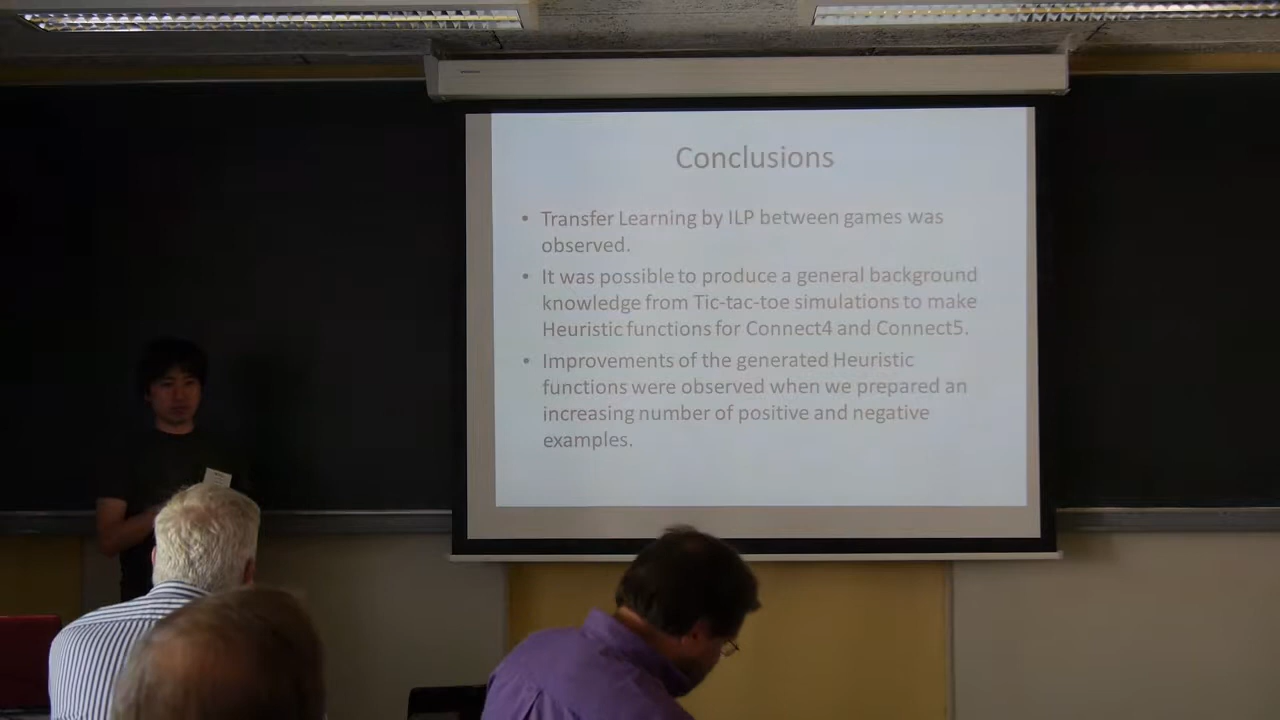 Conclusions
• Transfer Learning by ILP between games was
observed.
• It was possible to produce a general background
knowledge from Tic-tac-toe simulations to make
Heuristic functions for Connect4 and Connect5.
• Improvements of the generated Heuristic
functions were observed when we prepared an
increasing number of positive and negative
examples.